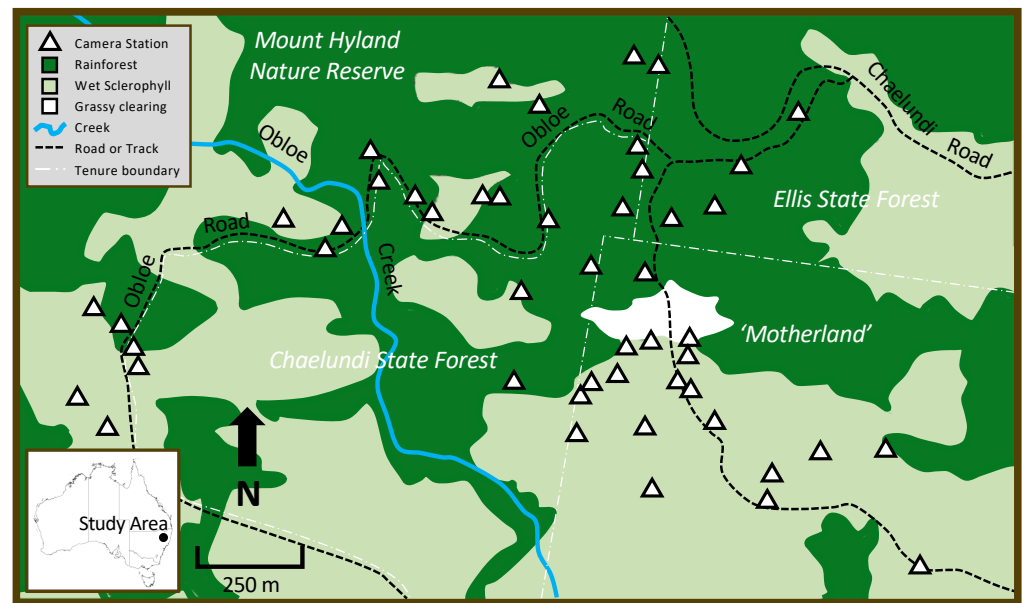 Camera Station
Rainforest
Wet Sclerophyll
Grassy clearing
Creek
Road or Track
Tenure boundary
Mount Hyland
Nature Reserve
Obloe
Creek
Obloe
Road
Obloe
Road
Chaelundi
Road
Ellis State Forest
'Motherland'
Chaelundi State Forest
N
250 m
Study Area